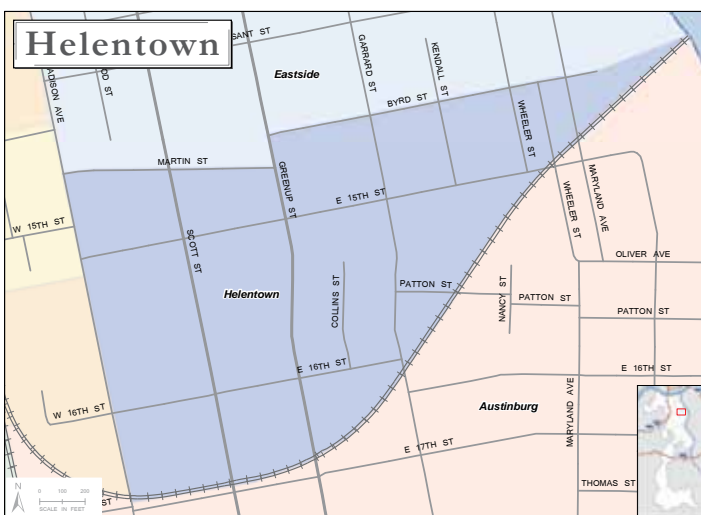 Helentown
SANT ST
Eastside
GARRARD ST
KENDALL ST
ADISON AVE
OD ST
BYRD ST
WHEELER ST
MARTIN ST
GREENUP ST
E 15TH ST
WHEELER ST
MARYLAND AVE
W 15TH ST
SCOTT ST
OLIVER AVE
Helentown
COLLINS ST
PATTON ST
NANCY ST
PATTON ST
PATTON ST
E 16TH ST
E 16TH ST
W 16TH ST
Austinburg
MARYLAND AVE
E 17TH ST
THOMAS ST
N
0 100 200
SCALE IN FEET
ST